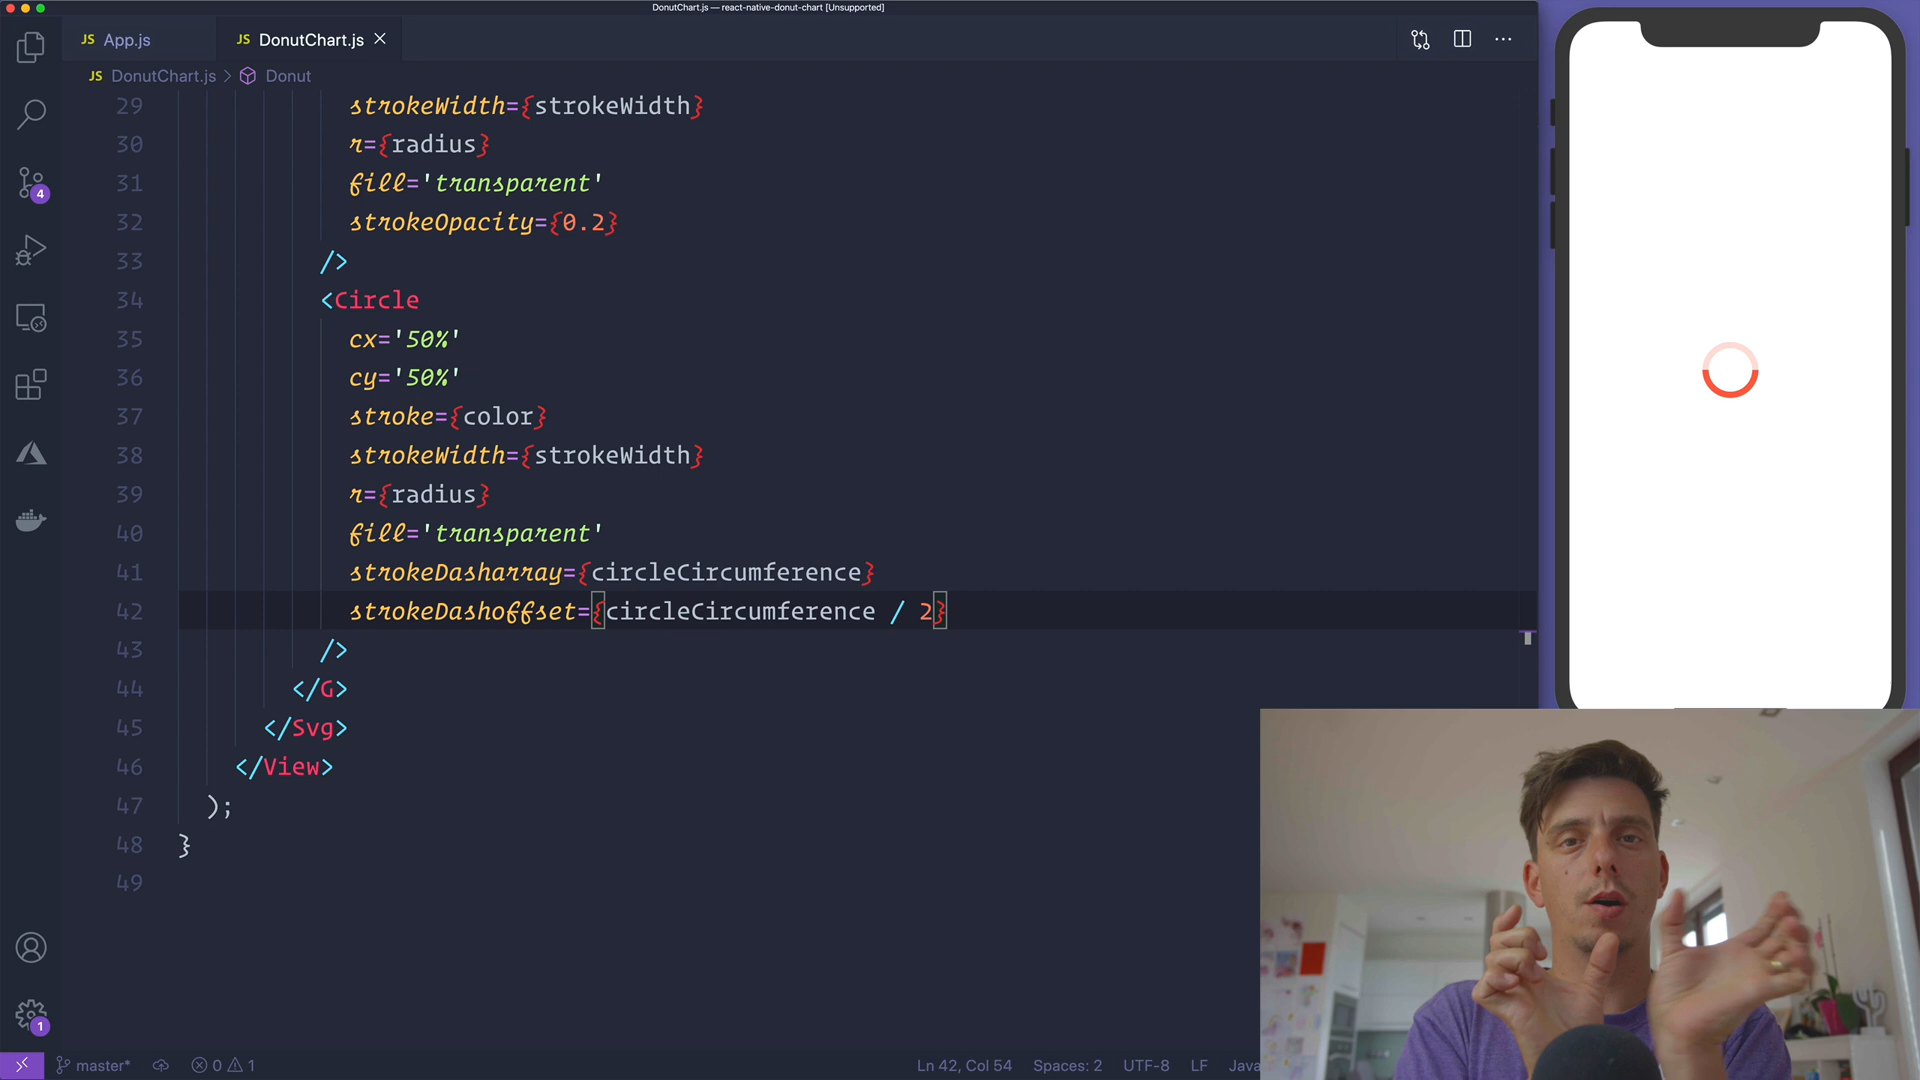 DonutChart.js — react-native-donut-chart [Unsupported]
JS App.js
JS DonutChart.js ×
JS DonutChart.js > Donut
29 strokeWidth={strokeWidth}
30 r={radius}
31 fill='transparent'
32 strokeOpacity={0.2}
33 />
34 <Circle
35 cx='50%'
36 cy='50%'
37 stroke={color}
38 strokeWidth={strokeWidth}
39 r={radius}
40 fill='transparent'
41 strokeDasharray={circleCircumference}
42 strokeDashoffset={circleCircumference / 2}
43 />
44 </G>
45 </Svg>
46 </View>
47 );
48 }
49
4
1
master* 0 1 Ln 42, Col 54 Spaces: 2 UTF-8 LF Java